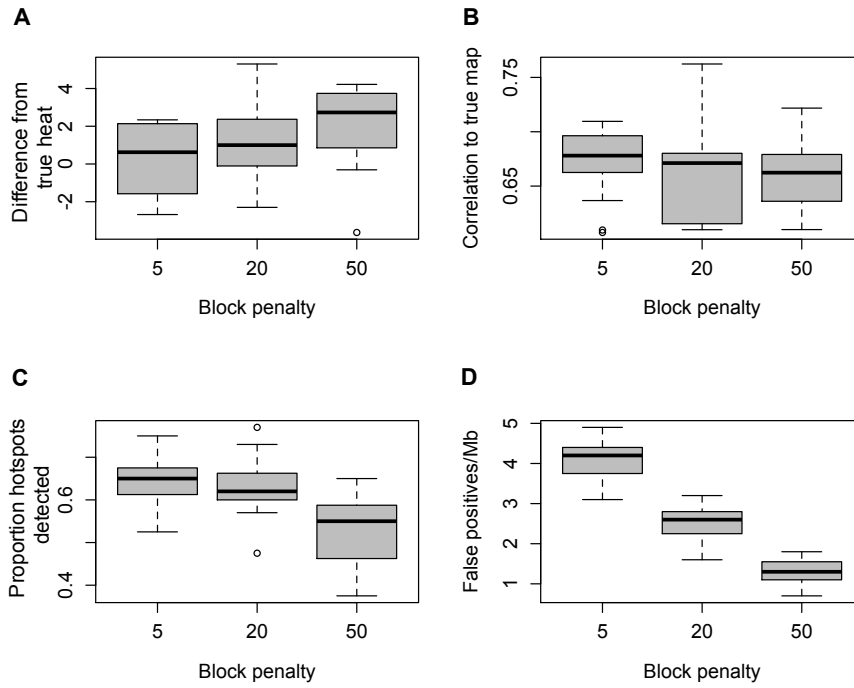 A
Difference from
true heat
4
2
0
-2
5 20 50
Block penalty
B
Correlation to true map
0.75
0.65
5 20 50
Block penalty
C
Proportion hotspots
detected
0.6
0.4
5 20 50
Block penalty
D
False positives/Mb
5
4
3
2
1
5 20 50
Block penalty